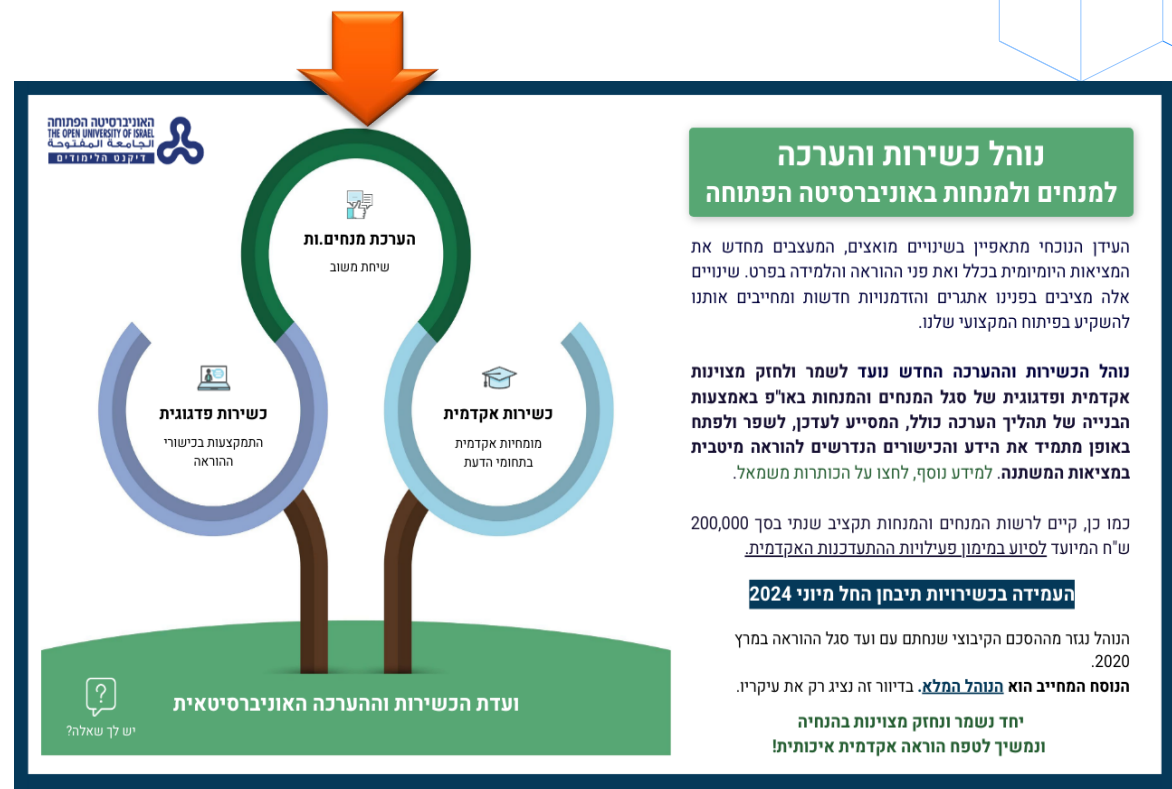 האוניברסיטה הפתוחה
THE OPEN UNIVERSITY OF ISRAEL
الجامعة المفتوحة
דיקנט הלימודים
נוהל כשירות והערכה
למנחים ולמנחות באוניברסיטה הפתוחה
העידן הנוכחי מתאפיין בשינויים מואצים, המעצבים מחדש את
המציאות היומיומית בכלל ואת פני ההוראה והלמידה בפרט. שינויים
אלה מציבים בפנינו אתגרים והזדמנויות חדשות ומחייבים אותנו
להשקיע בפיתוח המקצועי שלנו.
נוהל הכשירות וההערכה החדש נועד לשמר ולחזק מצוינות
אקדמית ופדגוגית של סגל המנחים והמנחות באו"פ באמצעות
הבנייה של תהליך הערכה כולל, המסייע לעדכן, לשפר ולפתח
באופן מתמיד את הידע והכישורים הנדרשים להוראה מיטבית
במציאות המשתנה. למידע נוסף, לחצו על הכותרות משמאל.
כמו כן, קיים לרשות המנחים והמנחות תקציב שנתי בסך 200,000
ש"ח המיועד לסיוע במימון פעילויות ההתעדכנות האקדמית.
העמידה בכשירויות תיבחן החל מיוני 2024
הנוהל נגזר מההסכם הקיבוצי שנחתם עם ועד סגל ההוראה במרץ
2020.
הנוסח המחייב הוא הנוהל המלא. בדיוור זה נציג רק את עיקריו.
יחד נשמר ונחזק מצוינות בהנחיה
ונמשיך לטפח הוראה אקדמית איכותית!
הערכת מנחים.ות
שיחת משוב
כשירות אקדמית
מומחיות אקדמית
בתחומי הדעת
כשירות פדגוגית
התמקצעות בכישורי
ההוראה
ועדת הכשירות וההערכה האוניברסיטאית
יש לך שאלה?